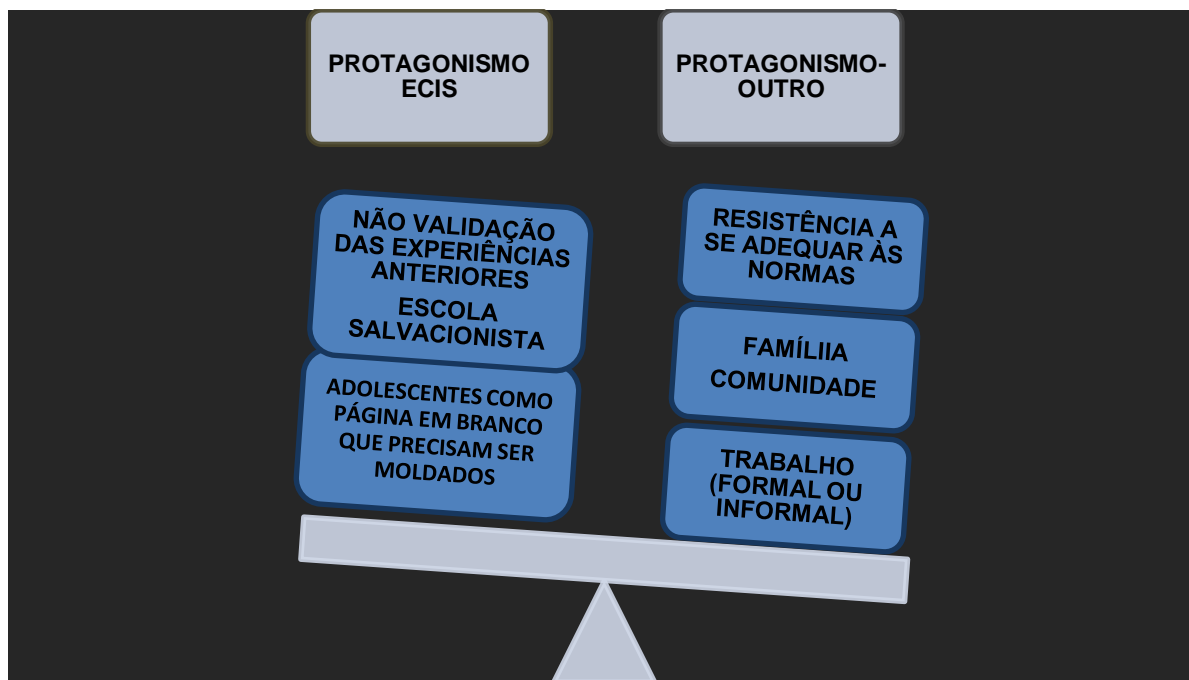 PROTAGONISMO
ECIS
PROTAGONISMO-
OUTRO
NÃO VALIDAÇÃO
DAS EXPERIÊNCIAS
ANTERIORES
ESCOLA
SALVACIONISTA
ADOLESCENTES COMO
PÁGINA EM BRANCO
QUE PRECISAM SER
MOLDADOS
RESISTÊNCIA A
SE ADEQUAR ÀS
NORMAS
FAMÍLIIA
COMUNIDADE
TRABALHO
(FORMAL OU
INFORMAL)